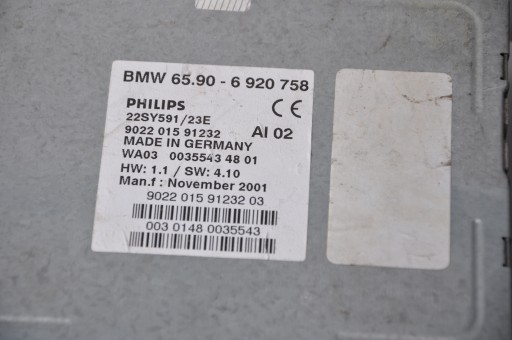 BMW 65.90 - 6 920 758
PHILIPS CE
22SY591/23E
9022 015 91232 AI 02
MADE IN GERMANY
WA03 0035543 48 01
HW: 1.1 / SW: 4.10
Man.f : November 2001
9022 015 91232 03
003 0148 0035543